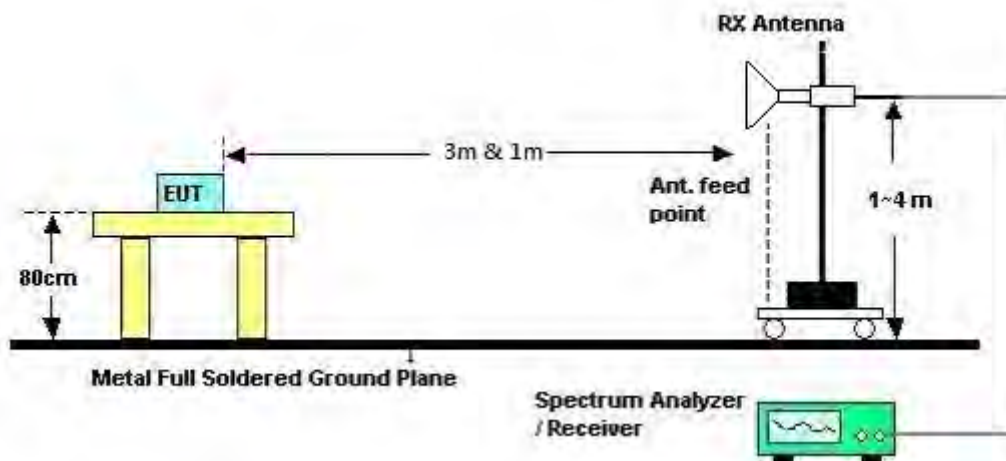 RX Antenna
3m & 1m
EUT
Ant. feed
point
1~4 m
80cm
Metal Full Soldered Ground Plane
Spectrum Analyzer
/ Receiver